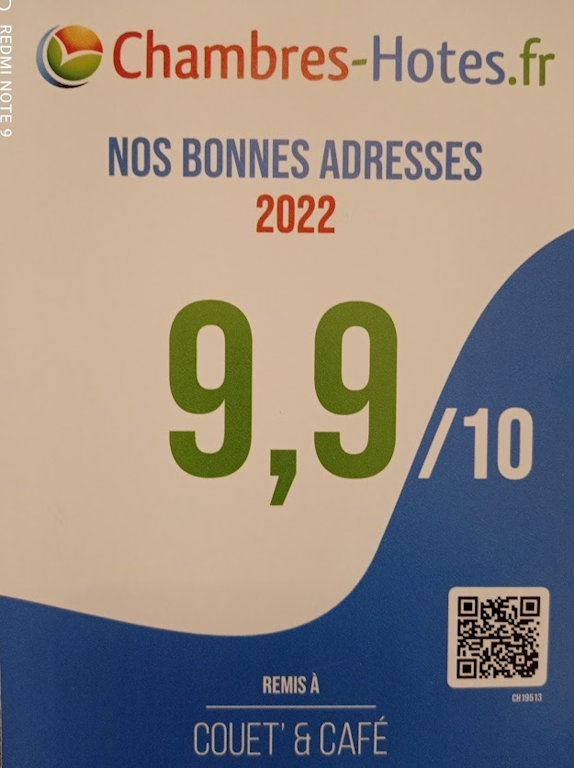 REDMI NOTE 9
Chambres-Hotes.fr
NOS BONNES ADRESSES
2022
9,9/10
CH19513
REMIS À
COUET' & CAFÉ